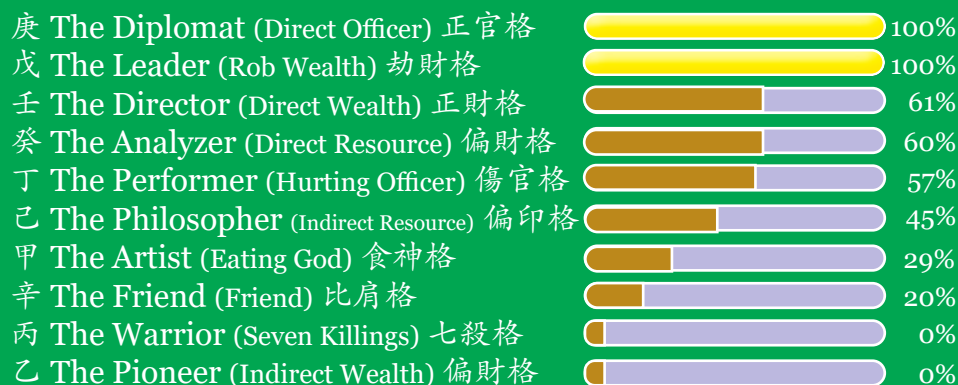 庚 The Diplomat (Direct Officer) 正官格 100%
戊 The Leader (Rob Wealth) 劫財格 100%
壬 The Director (Direct Wealth) 正財格 61%
癸 The Analyzer (Direct Resource) 偏財格 60%
丁 The Performer (Hurting Officer) 傷官格 57%
己 The Philosopher (Indirect Resource) 偏印格 45%
甲 The Artist (Eating God) 食神格 29%
辛 The Friend (Friend) 比肩格 20%
丙 The Warrior (Seven Killings) 七殺格 0%
乙 The Pioneer (Indirect Wealth) 偏財格 0%